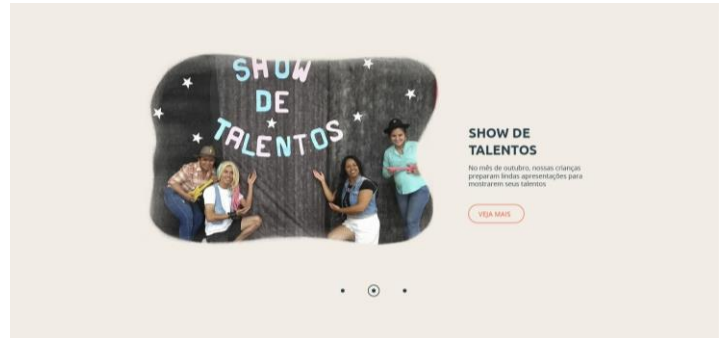 SHOW
DE
TALENTOS
SHOW DE
TALENTOS
No mês de outubro, nossas crianças
preparam lindas apresentações para
mostrarem seus talentos
VEJA MAIS